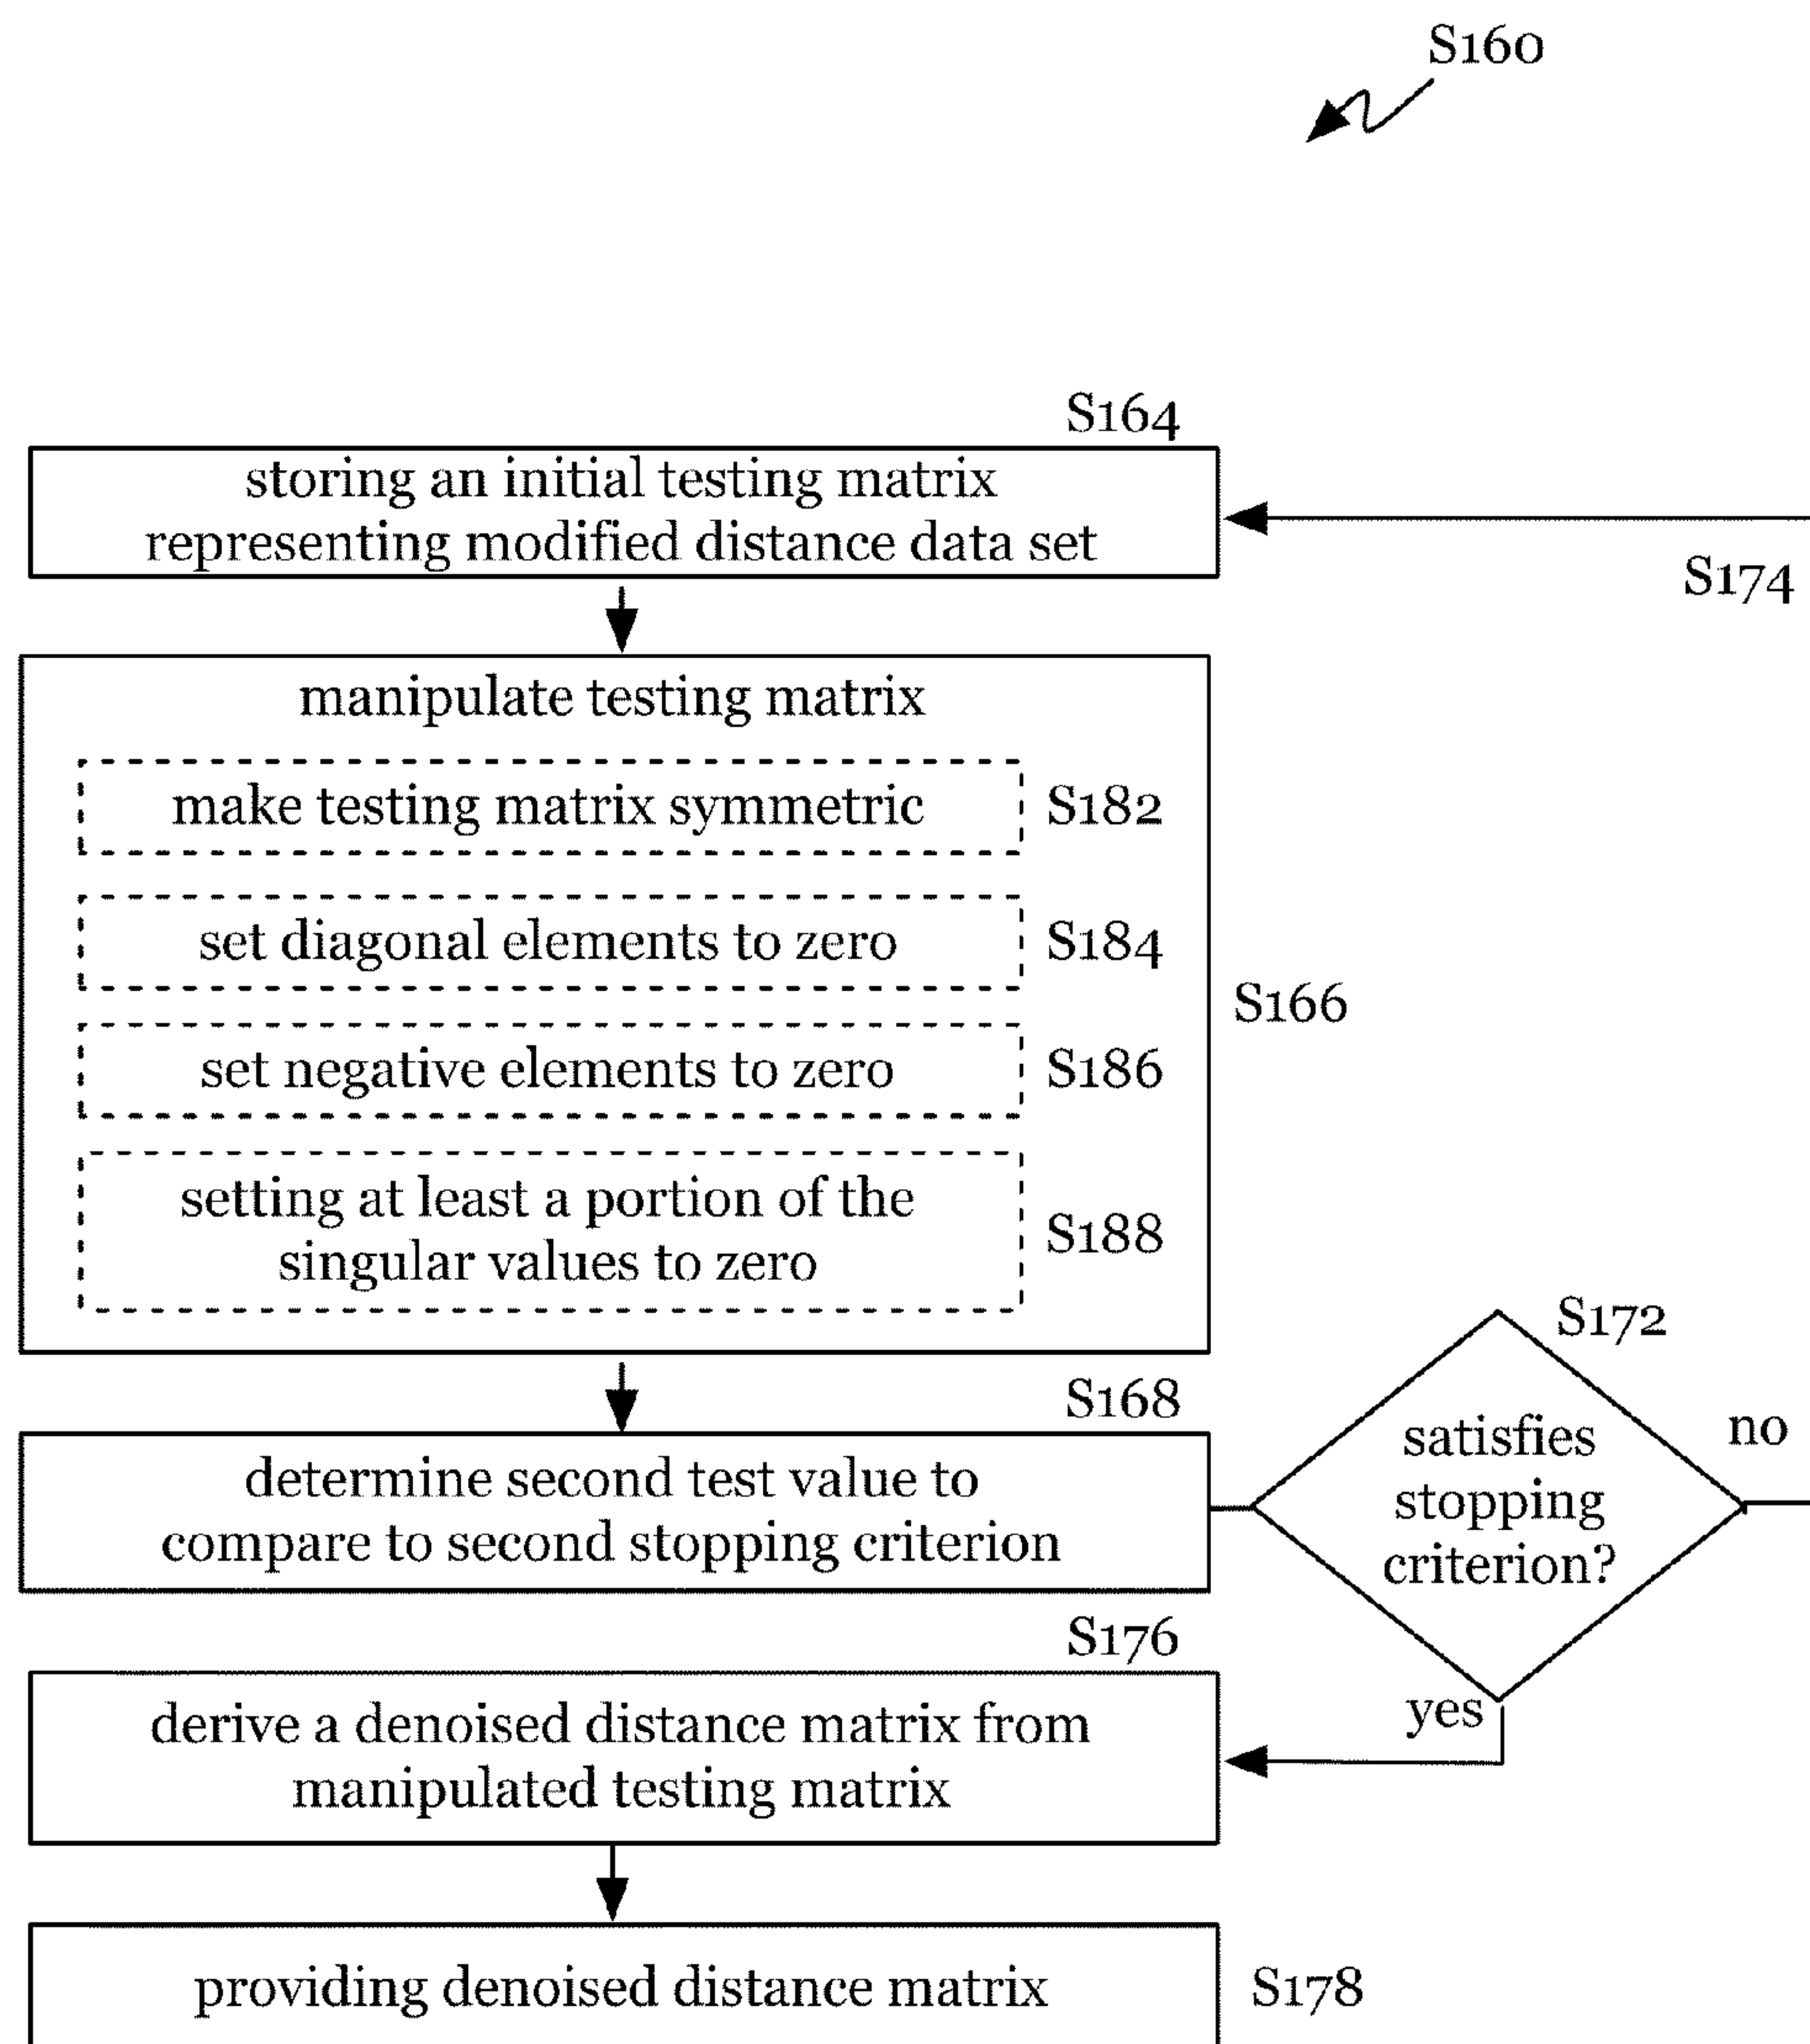 S160
S164
storing an initial testing matrix
representing modified distance data set
S174
manipulate testing matrix
make testing matrix symmetric
S182
set diagonal elements to zero
S184
S166
set negative elements to zero
S186
setting at least a portion of the
singular values to zero
S188
S172
S168
no
satisfies
stopping
criterion?
determine second test value to
compare to second stopping criterion
S176
yes
derive a denoised distance matrix from
manipulated testing matrix
providing denoised distance matrix
S178